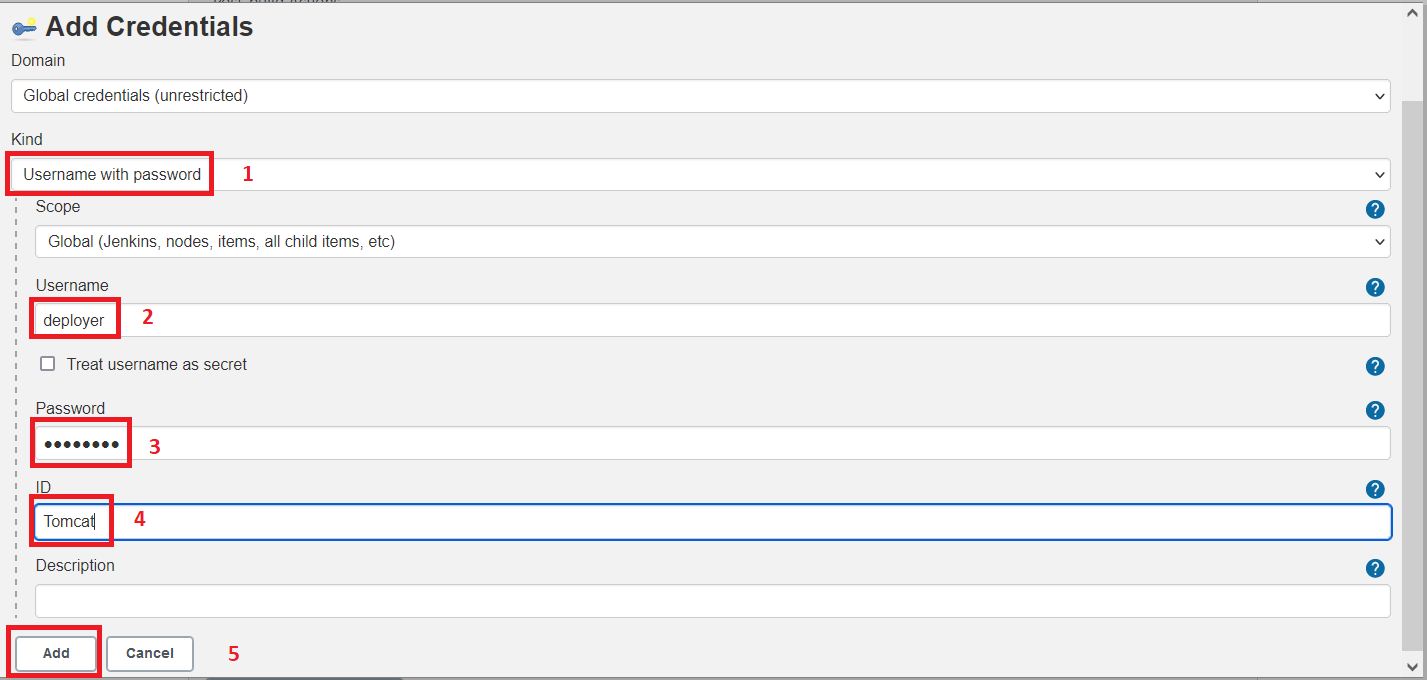 Add Credentials
Domain
Global credentials (unrestricted)
Kind
Username with password 1
Scope
?
Global (Jenkins, nodes, items, all child items, etc)
Username
?
deployer 2
Treat username as secret
?
Password
?
•••••••• 3
ID
?
Tomcat 4
Description
?
Add Cancel 5